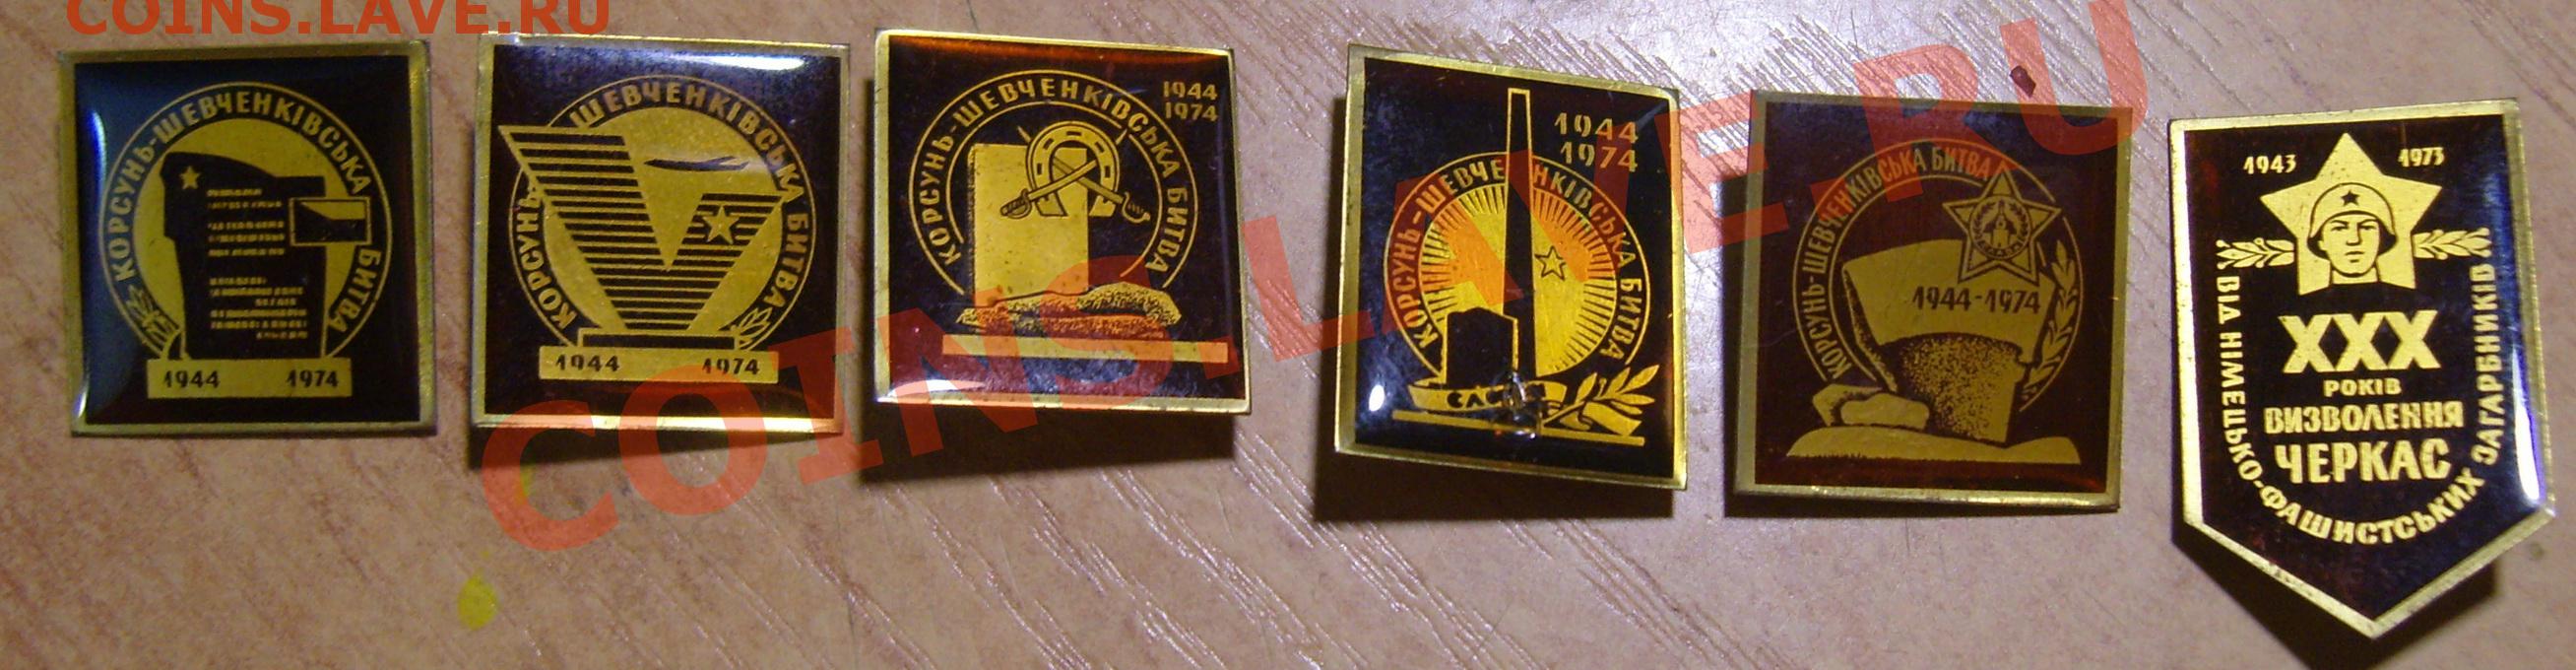 COINS.LAVE.RU
КОРСУНЬ-ШЕВЧЕНКІВСЬКА БИТВА
1944 1974
КОРСУНЬ ШЕВЧЕНКІВСЬКА БИТВА
1944 1974
КОРСУНЬ-ШЕВЧЕНКІВСЬКА БИТВА
1944
1974
1944
1974
КОРСУНЬ-ШЕВЧЕНКІВСЬКА БИТВА
КОРСУНЬ-ШЕВЧЕНКІВСЬКА БИТВА
1944-1974
1943 1973
XXX
РОКІВ
ВИЗВОЛЕННЯ
ЧЕРКАС
ВІД НІМЕЦЬКО-ФАШИСТСЬКИХ ЗАГАРБНИКІВ
COINS.LAVE.RU